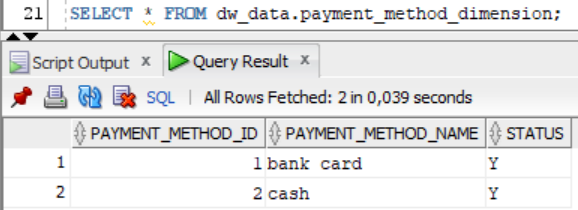 21 SELECT * FROM dw_data.payment_method_dimension;
Script Output x Query Result x
SQL | All Rows Fetched: 2 in 0,039 seconds
PAYMENT_METHOD_ID PAYMENT_METHOD_NAME STATUS
1 1 bank card Y
2 2 cash Y